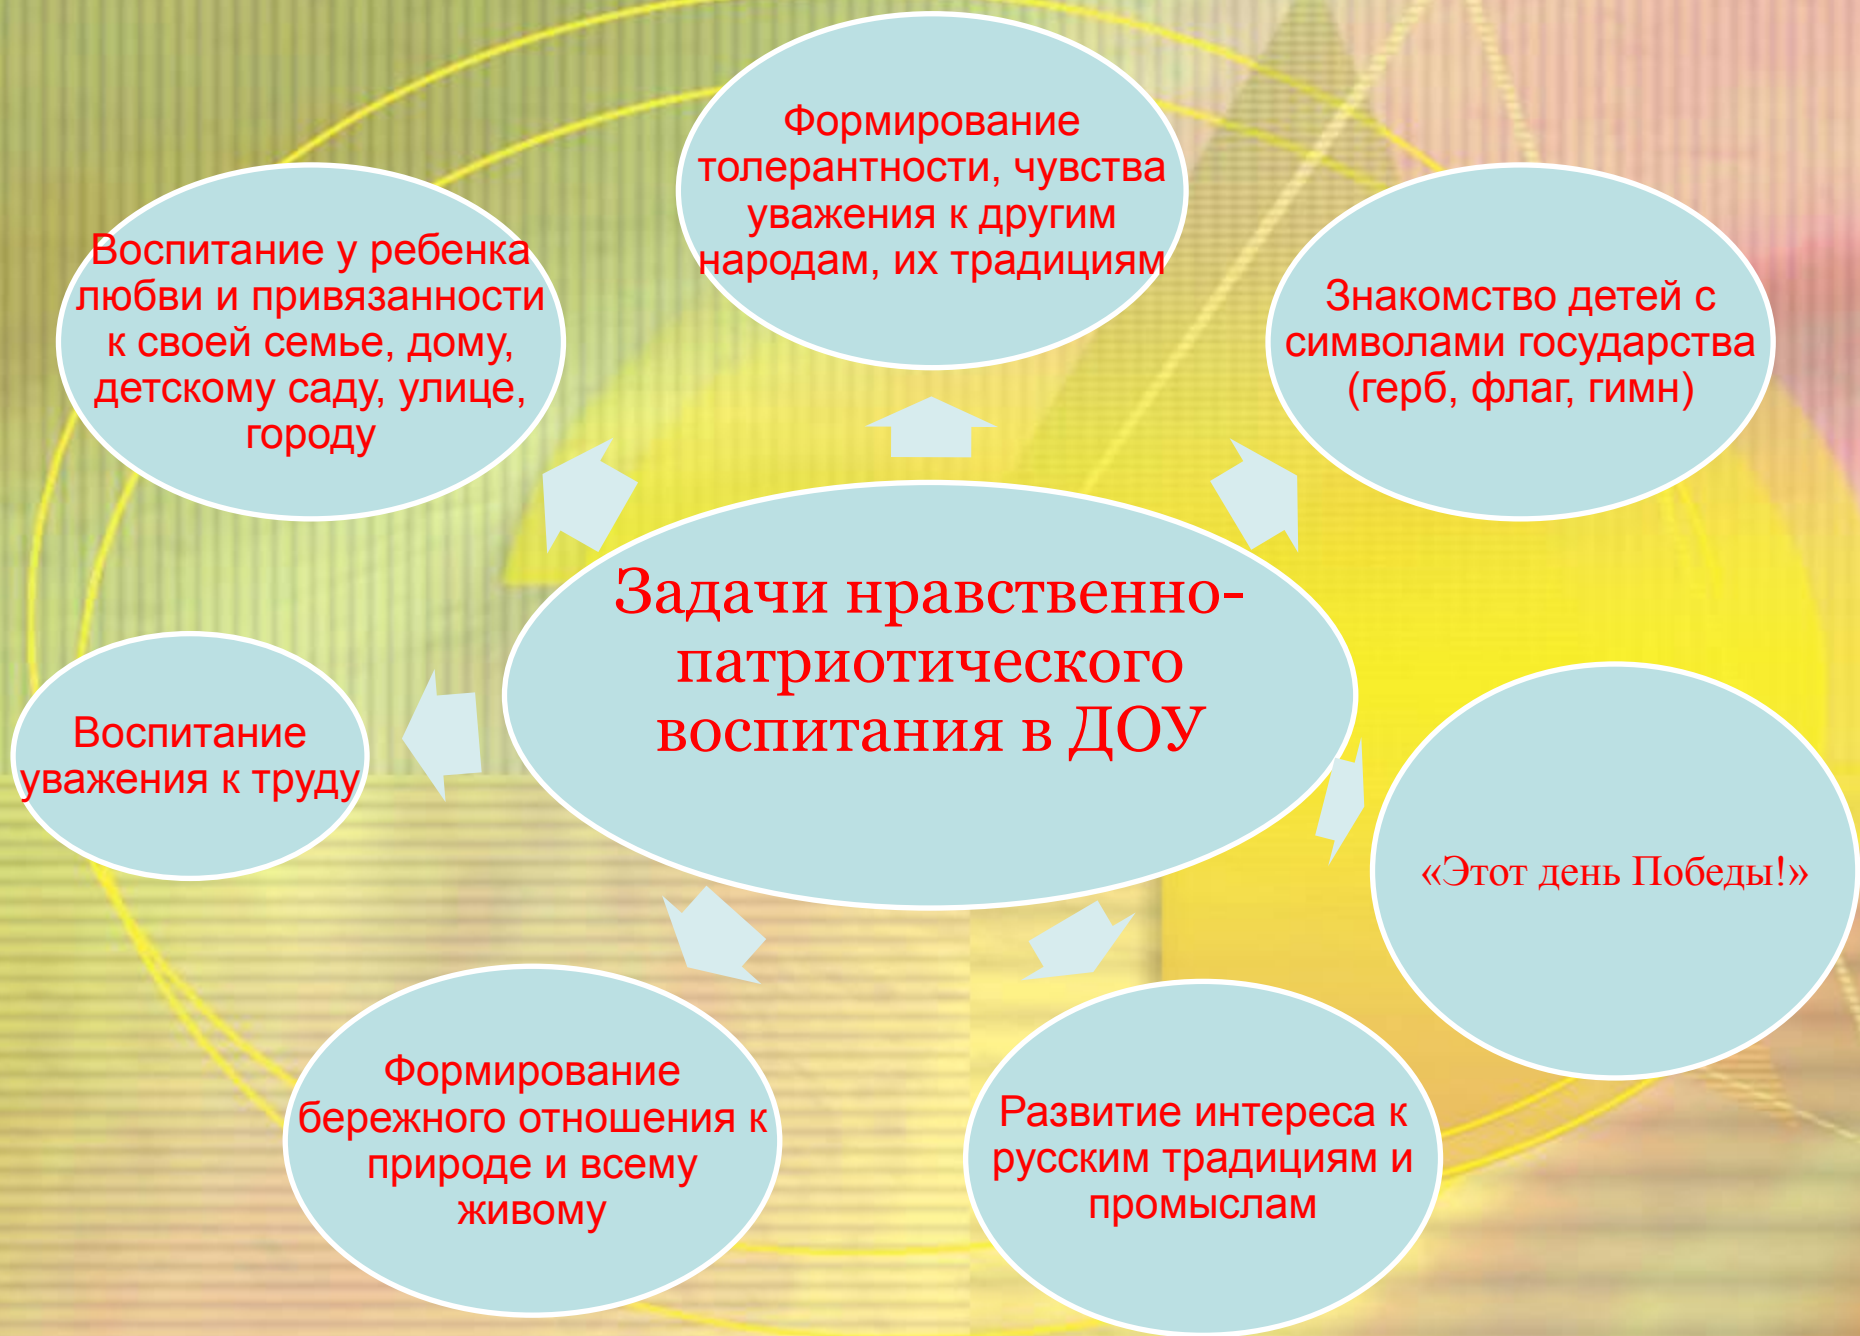 Формирование
толерантности, чувства
уважения к другим
народам, их традициям
Воспитание у ребенка
любви и привязанности
к своей семье, дому,
детскому саду, улице,
городу
Знакомство детей с
символами государства
(герб, флаг, гимн)
Задачи нравственно-
патриотического
воспитания в ДОУ
Воспитание
уважения к труду
«Этот день Победы!»
Формирование
бережного отношения к
природе и всему
живому
Развитие интереса к
русским традициям и
промыслам